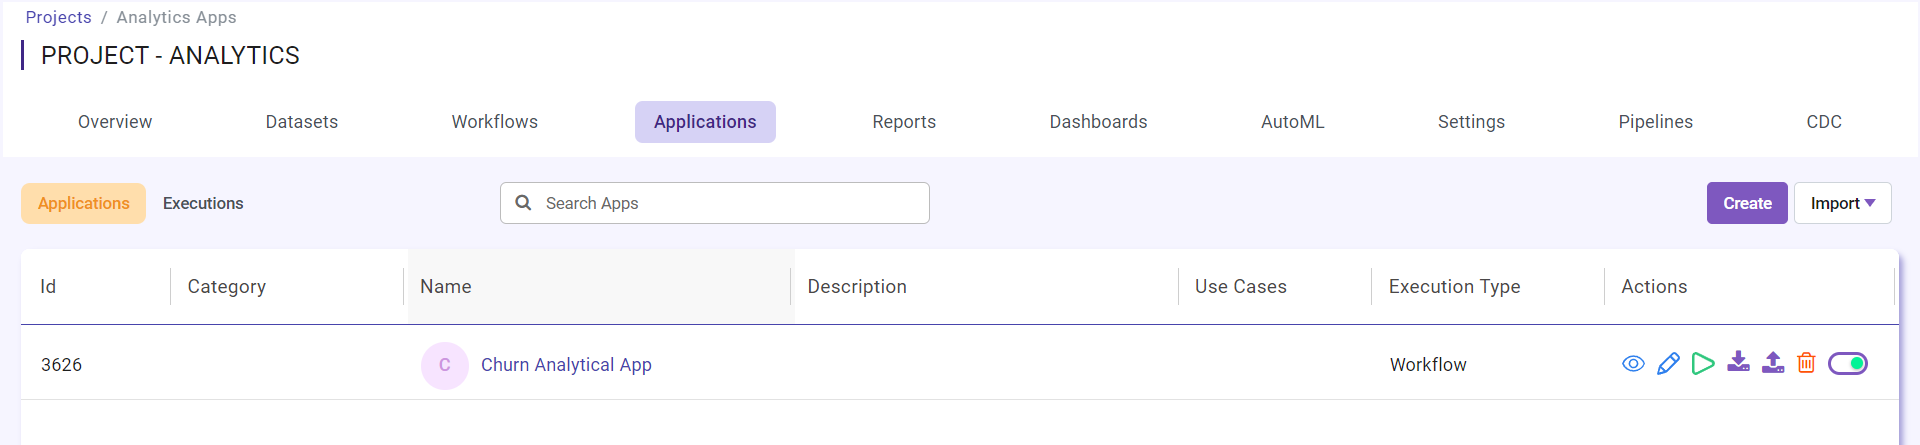 Projects / Analytics Apps
PROJECT - ANALYTICS
Overview Datasets Workflows Applications Reports Dashboards AutoML Settings Pipelines CDC
Applications Executions Search Apps Create Import
Id Category Name Description Use Cases Execution Type Actions
3626 C Churn Analytical App Workflow